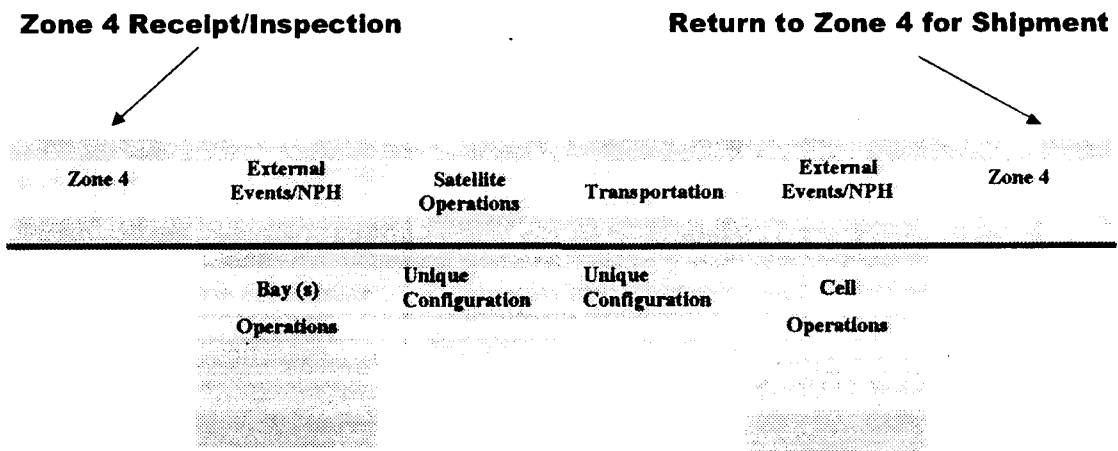 Zone 4 Receipt/Inspection
Return to Zone 4 for Shipment
Zone 4
External
Events/NPH
Satellite
Operations
Transportation
External
Events/NPH
Zone 4
Bay (s)
Operations
Unique
Configuration
Unique
Configuration
Cell
Operations